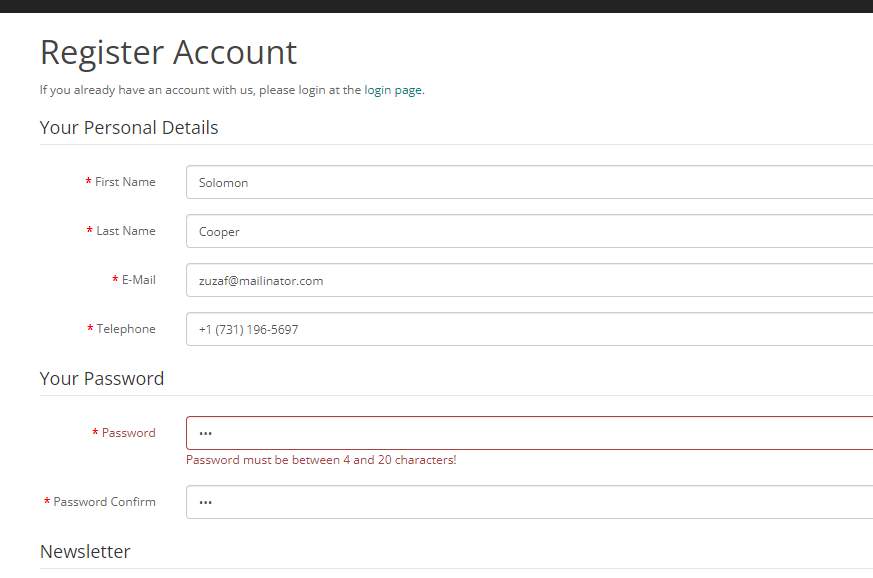 Register Account
If you already have an account with us, please login at the login page.
Your Personal Details
* First Name Solomon
* Last Name Cooper
* E-Mail zuzaf@mailinator.com
* Telephone +1 (731) 196-5697
Your Password
* Password •••
Password must be between 4 and 20 characters!
* Password Confirm •••
Newsletter